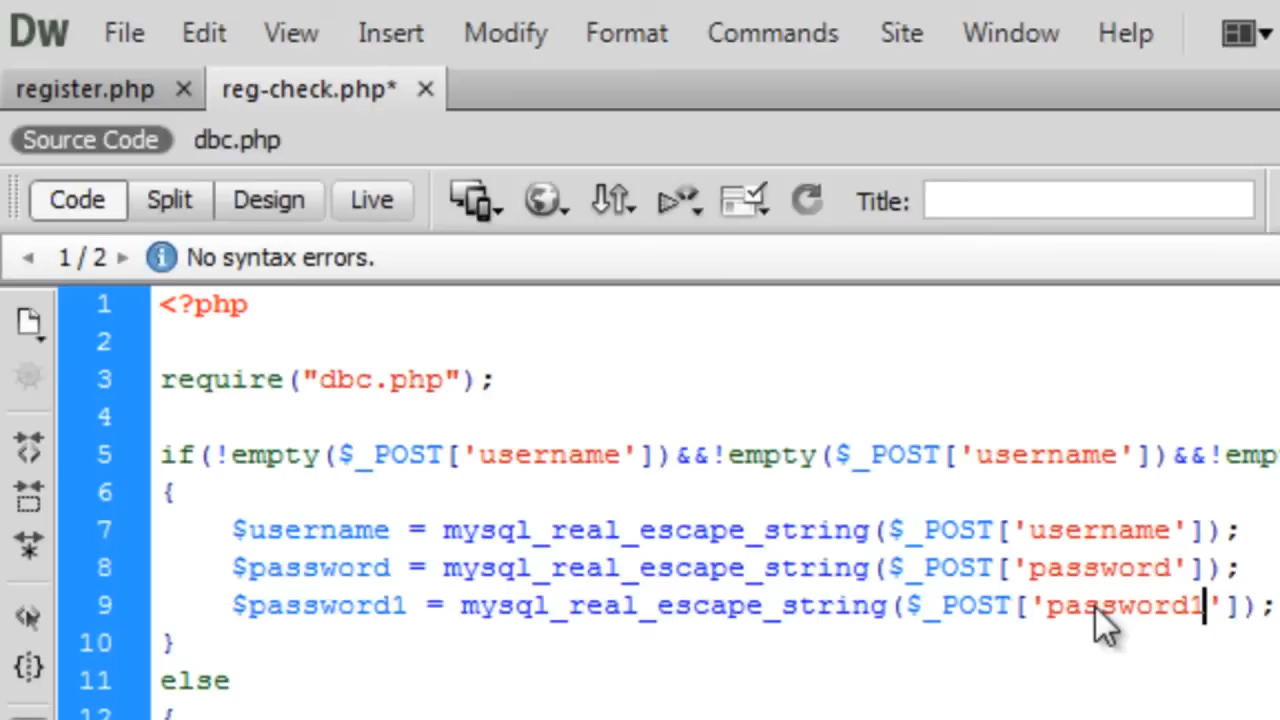 Dw File Edit View Insert Modify Format Commands Site Window Help
register.php × reg-check.php* ×
Source Code dbc.php
Code Split Design Live Title:
1 / 2 No syntax errors.
1 <?php
2
3 require("dbc.php");
4
5 if(!empty($_POST['username'])&&!empty($_POST['username'])&&!emp
6 {
7 $username = mysql_real_escape_string($_POST['username']);
8 $password = mysql_real_escape_string($_POST['password']);
9 $password1 = mysql_real_escape_string($_POST['password1']);
10 }
11 else
12 {